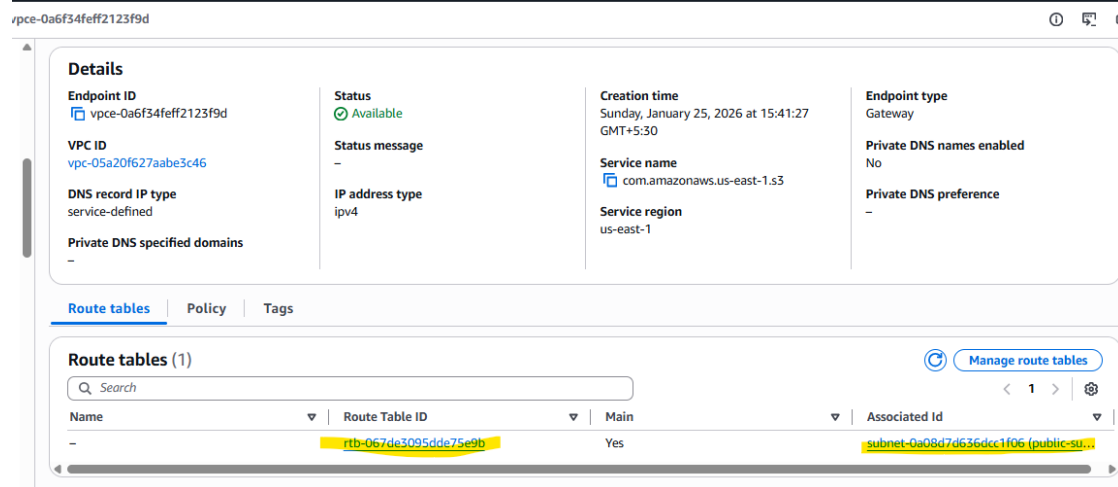 vpce-0a6f34feff2123f9d
Details
Endpoint ID
vpce-0a6f34feff2123f9d
VPC ID
vpc-05a20f627aabe3c46
DNS record IP type
service-defined
Private DNS specified domains
–
Status
Available
Status message
–
IP address type
ipv4
Creation time
Sunday, January 25, 2026 at 15:41:27
GMT+5:30
Service name
com.amazonaws.us-east-1.s3
Service region
us-east-1
Endpoint type
Gateway
Private DNS names enabled
No
Private DNS preference
–
Route tables Policy Tags
Route tables (1)
Manage route tables
Search
1
Name Route Table ID Main Associated Id
– rtb-067de3095dde75e9b Yes subnet-0a08d7d636dcc1f06 (public-su...